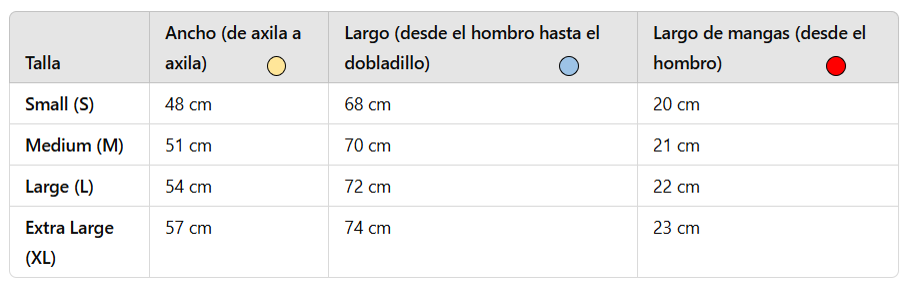 Talla
Ancho (de axila a
axila)
Largo (desde el hombro hasta el
dobladillo)
Largo de mangas (desde el
hombro)
Small (S)
48 cm
68 cm
20 cm
Medium (M)
51 cm
70 cm
21 cm
Large (L)
54 cm
72 cm
22 cm
Extra Large
(XL)
57 cm
74 cm
23 cm